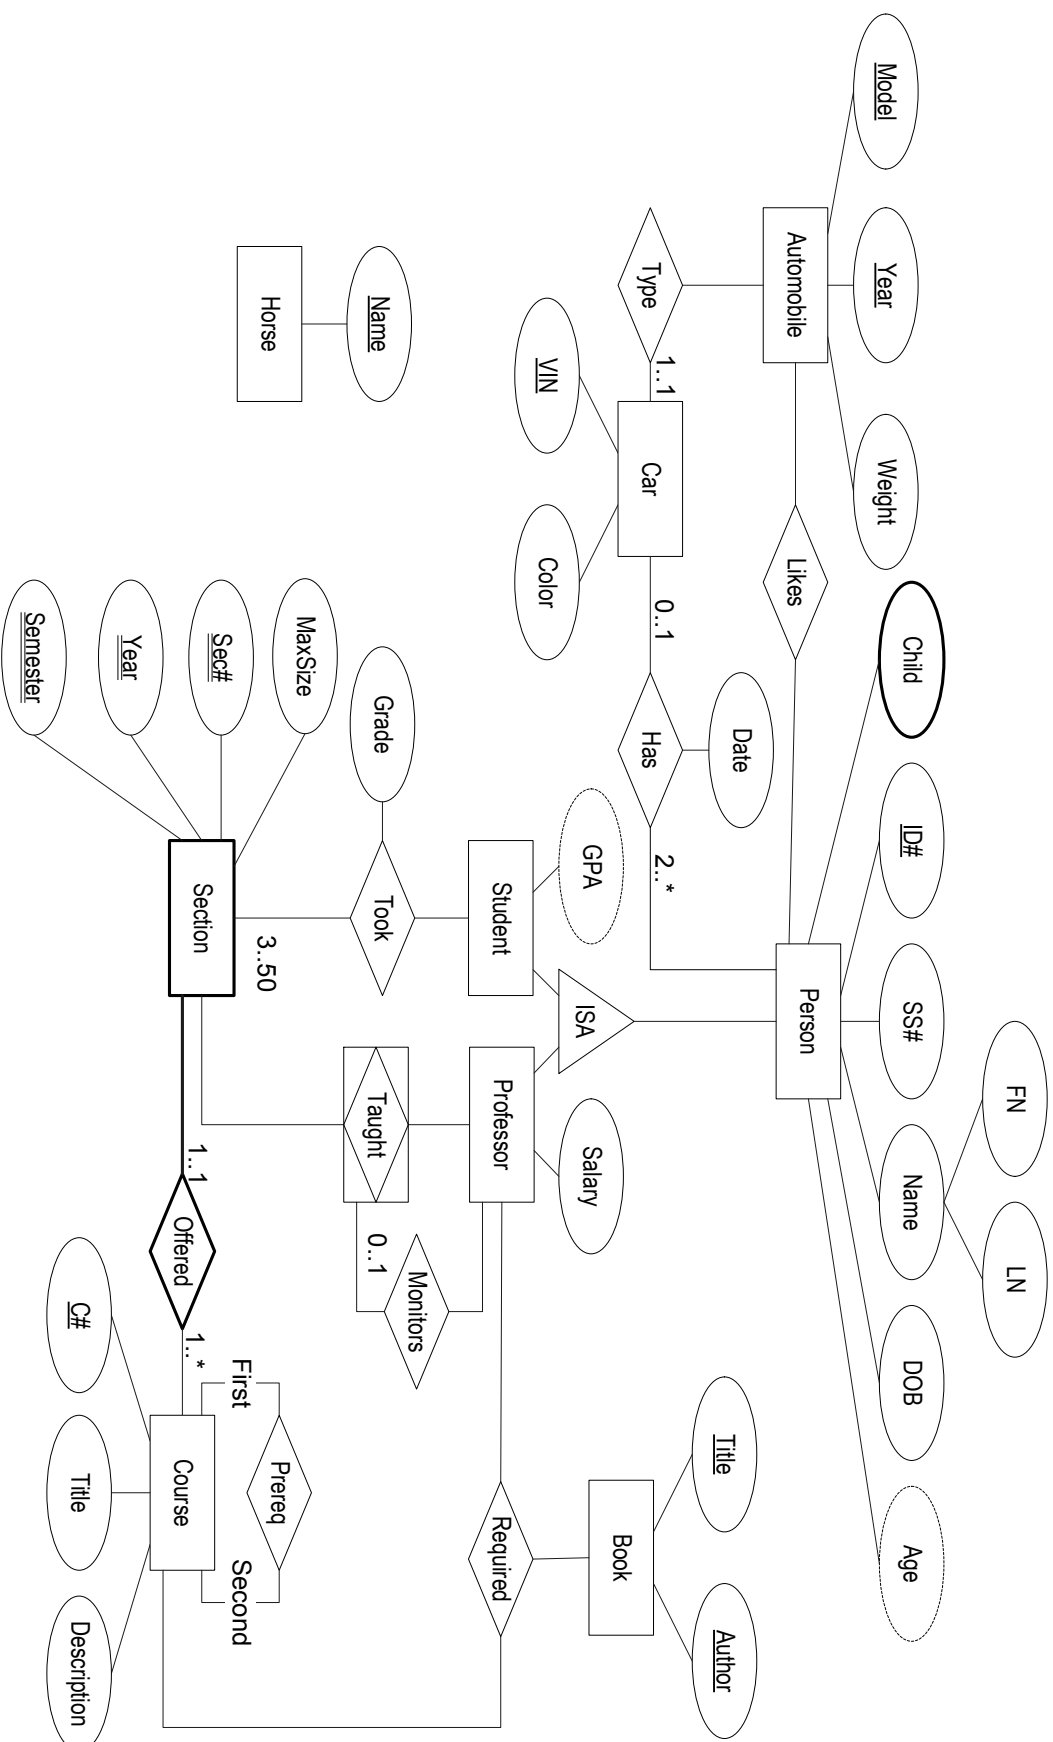 FN
LN
Child
ID#
SS#
Name
DOB
Age
Model
Year
Weight
Automobile
Likes
Person
Date
Title
Author
Type
1..1
Car
0..1
Has
2..*
Book
VIN
Color
GPA
ISA
Salary
Student
Professor
Required
Name
Grade
Took
Taught
0..1
Monitors
Horse
MaxSize
3..50
Prereq
First
Second
Sec#
Section
1..1
Offered
1..*
Course
Year
Semester
C#
Title
Description